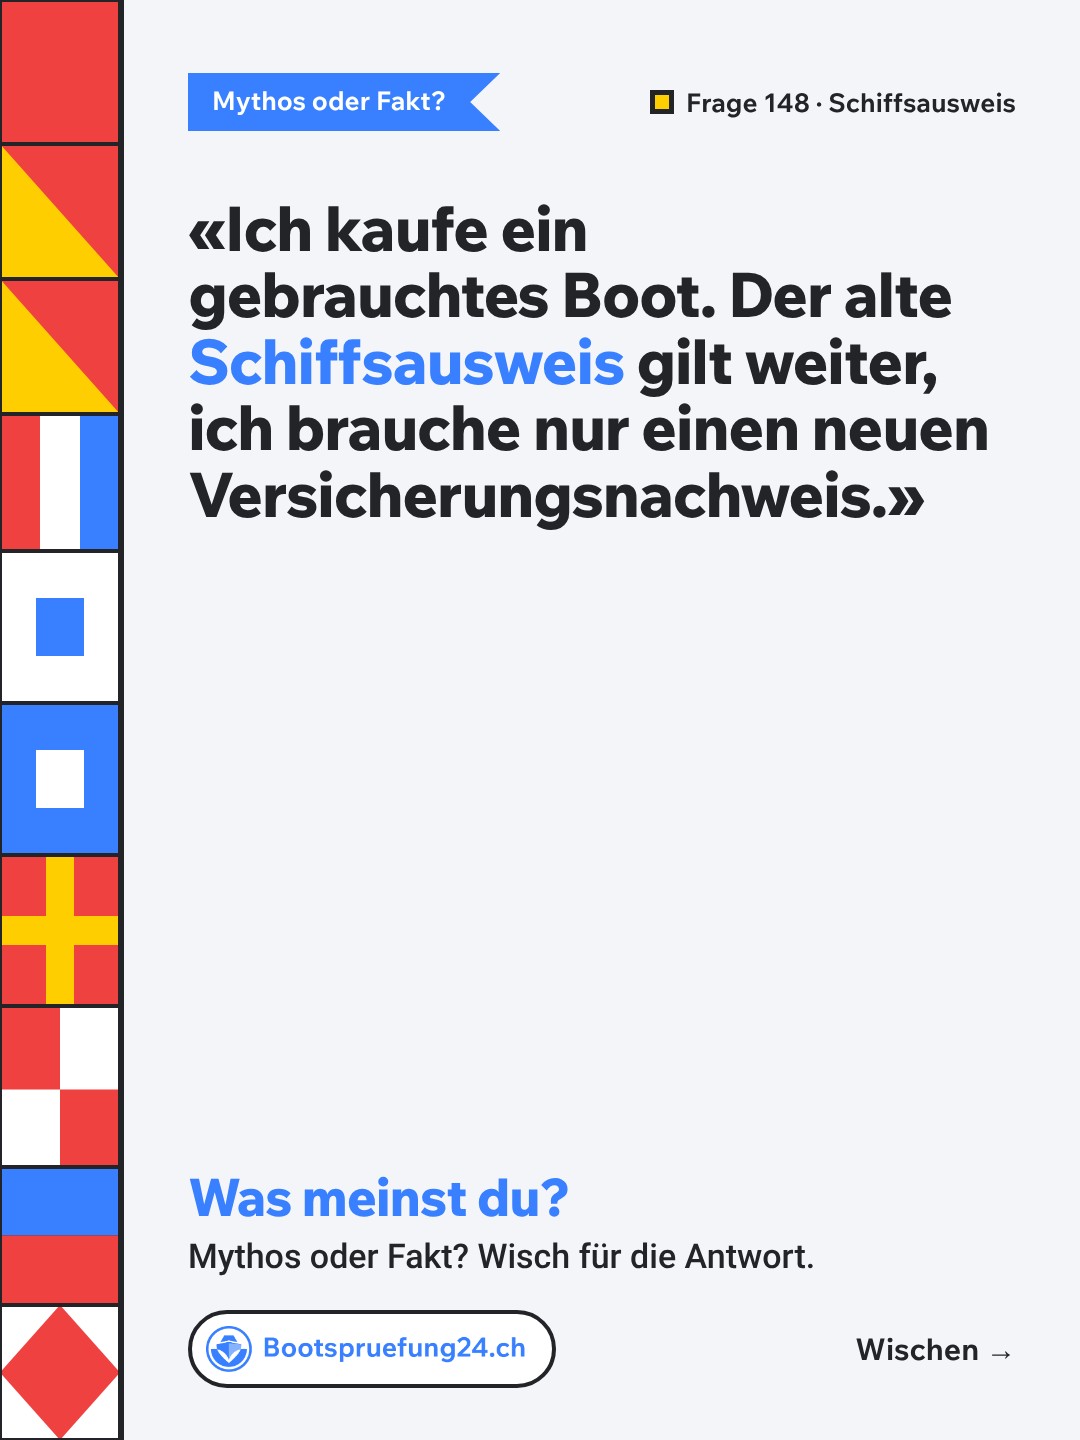 Mythos oder Fakt?
Frage 148 · Schiffsausweis
«Ich kaufe ein
gebrauchtes Boot. Der alte
Schiffsausweis gilt weiter,
ich brauche nur einen neuen
Versicherungsnachweis.»
Was meinst du?
Mythos oder Fakt? Wisch für die Antwort.
Bootspruefung24.ch
Wischen →